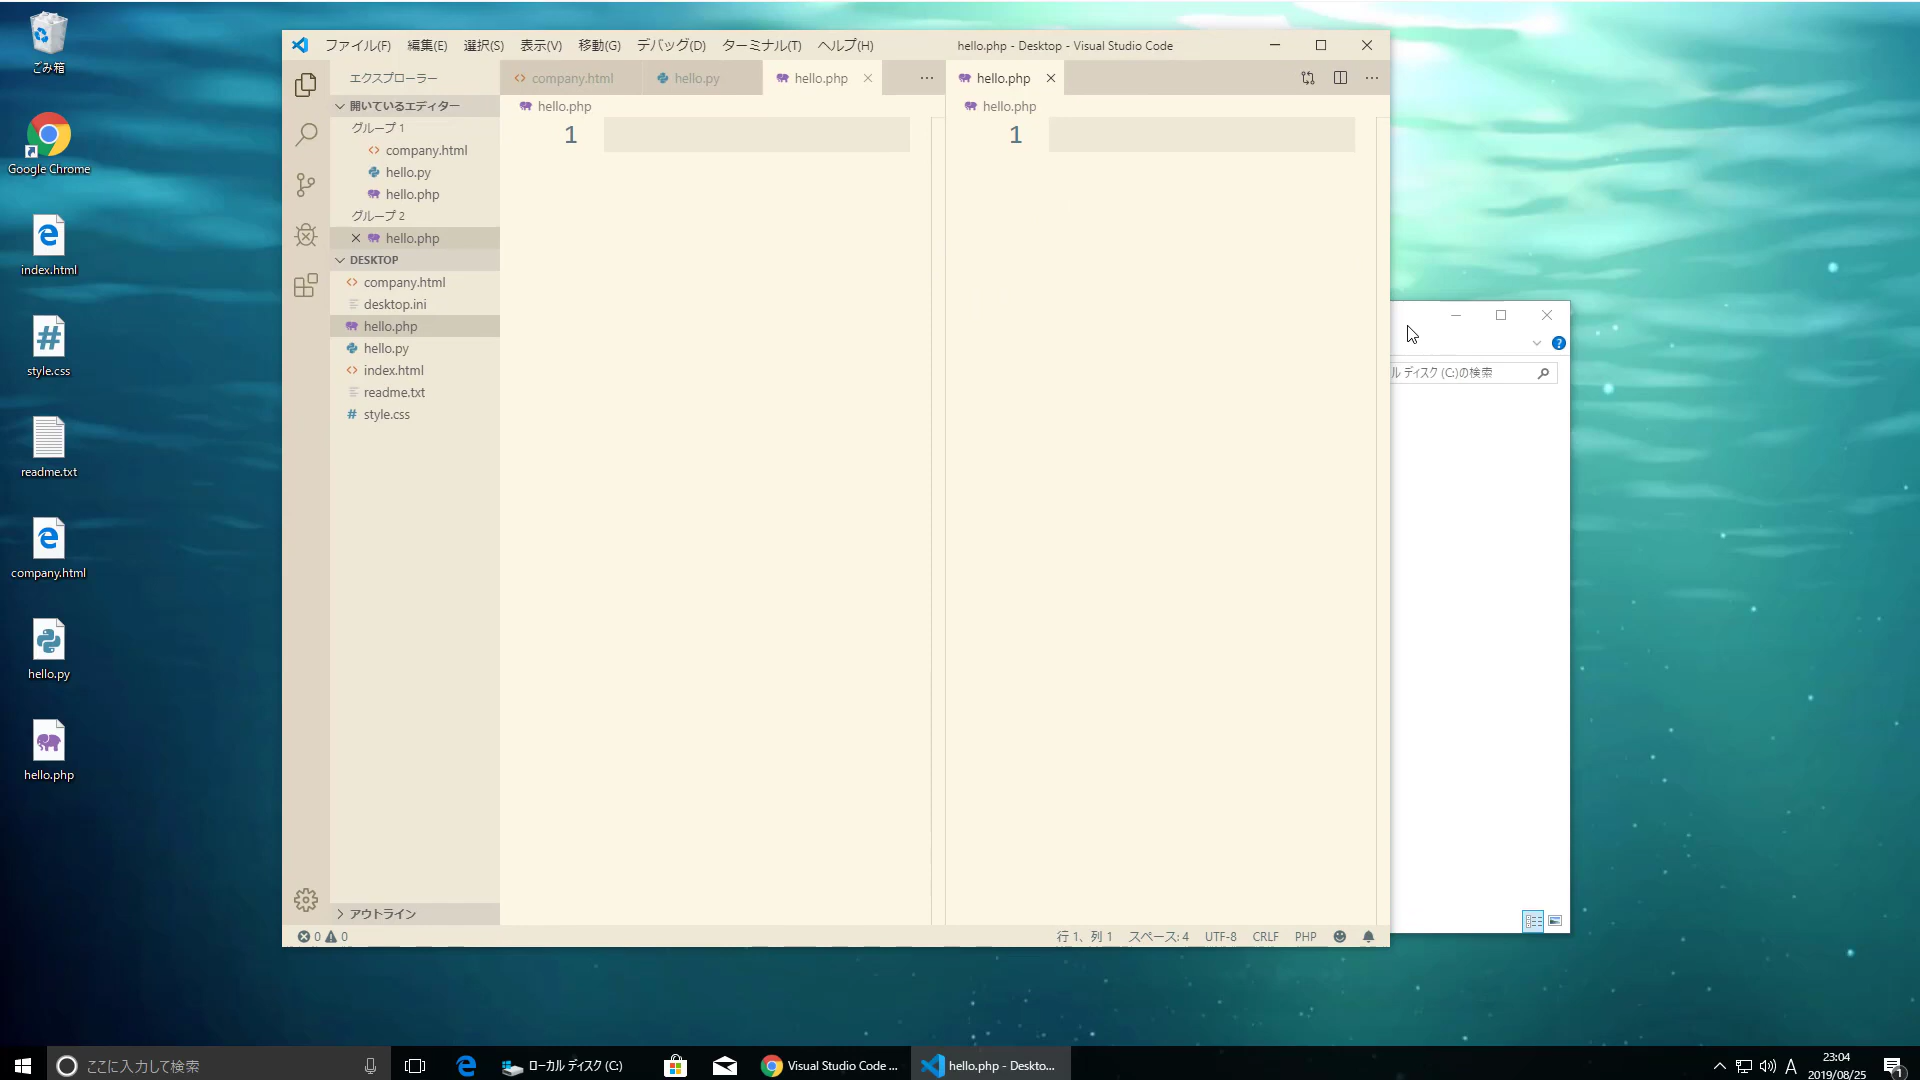 ごみ箱
Google Chrome
index.html
style.css
readme.txt
company.html
hello.py
hello.php
ファイル(F) 編集(E) 選択(S) 表示(V) 移動(G) デバッグ(D) ターミナル(T) ヘルプ(H)
hello.php - Desktop - Visual Studio Code
エクスプローラー
開いているエディター
グループ 1
company.html
hello.py
hello.php
グループ 2
hello.php
DESKTOP
company.html
desktop.ini
hello.php
hello.py
index.html
readme.txt
style.css
アウトライン
company.html hello.py hello.php
hello.php
1
hello.php
hello.php
1
0 0
行 1、列 1 スペース: 4 UTF-8 CRLF PHP
ル ディスク (C:)の検索
ここに入力して検索
ローカル ディスク (C:)
Visual Studio Code ...
hello.php - Deskto...
A
23:04
2019/08/25
1